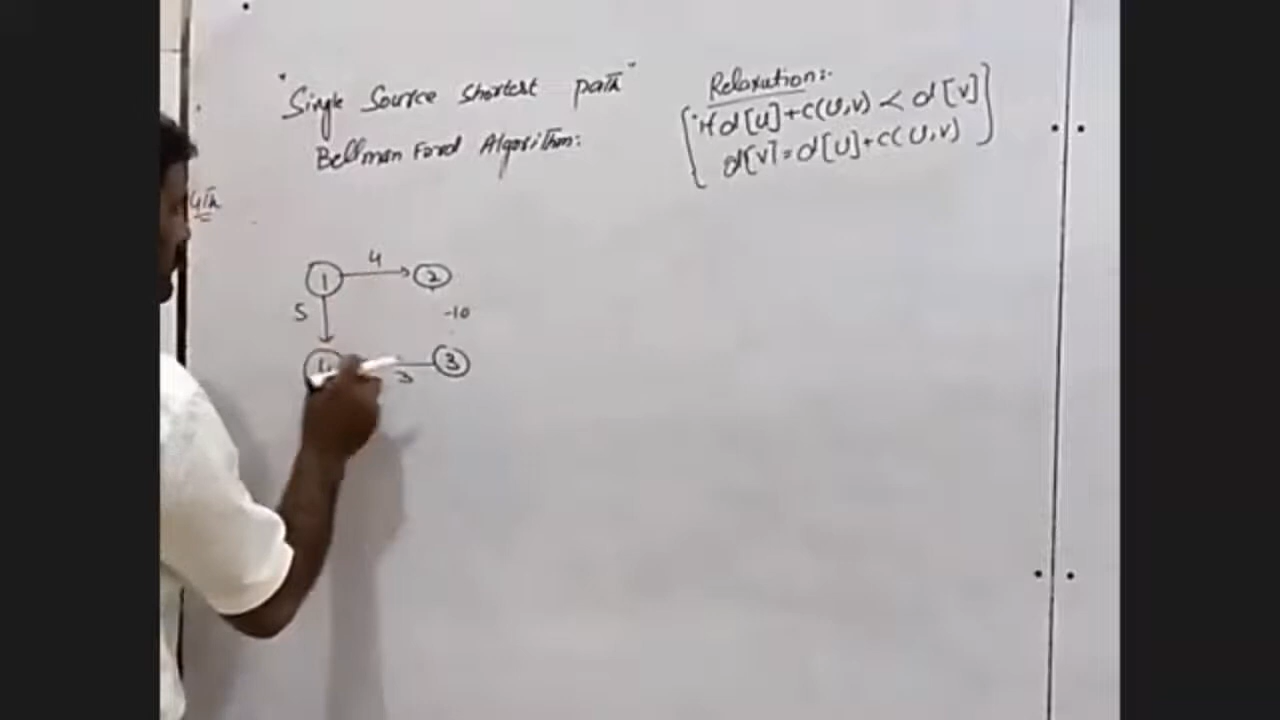 "Single Source Shortest path"
Bellman Ford Algorithm:
Relaxation:-
if d[u]+c(u,v) < d[v]
d[v]=d[u]+c(u,v)
4
1
2
5
-10
3
3